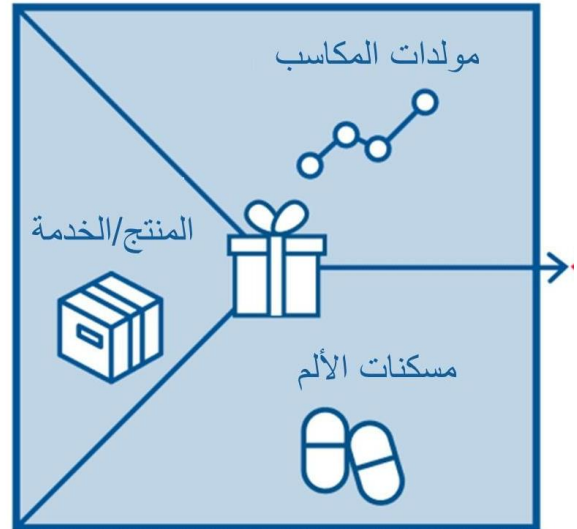 مولدات المكاسب
المنتج/الخدمة
مسكنات الألم